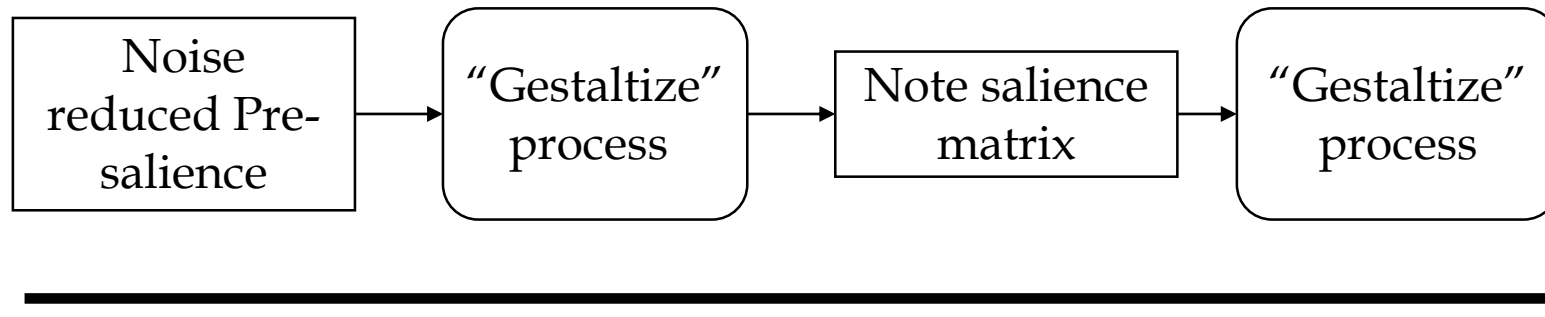 Noise
reduced Pre-
salience
“Gestaltize”
process
Note salience
matrix
“Gestaltize”
process